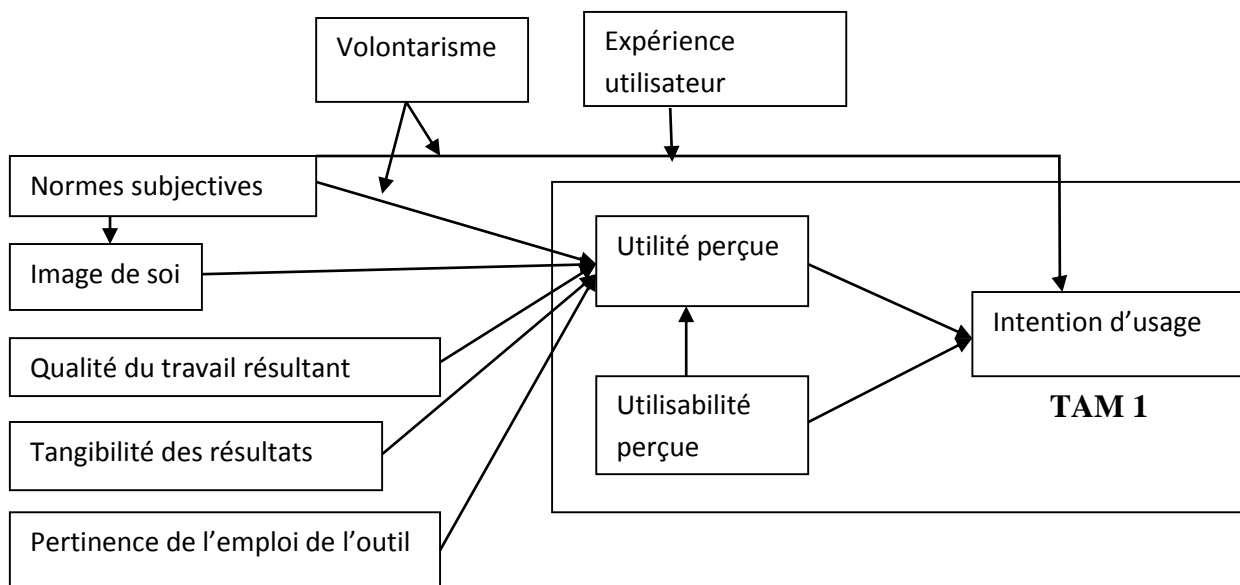 Volontarisme
Expérience
utilisateur
Normes subjectives
Image de soi
Utilité perçue
Intention d’usage
Qualité du travail résultant
Utilisabilité
perçue
TAM 1
Tangibilité des résultats
Pertinence de l’emploi de l’outil